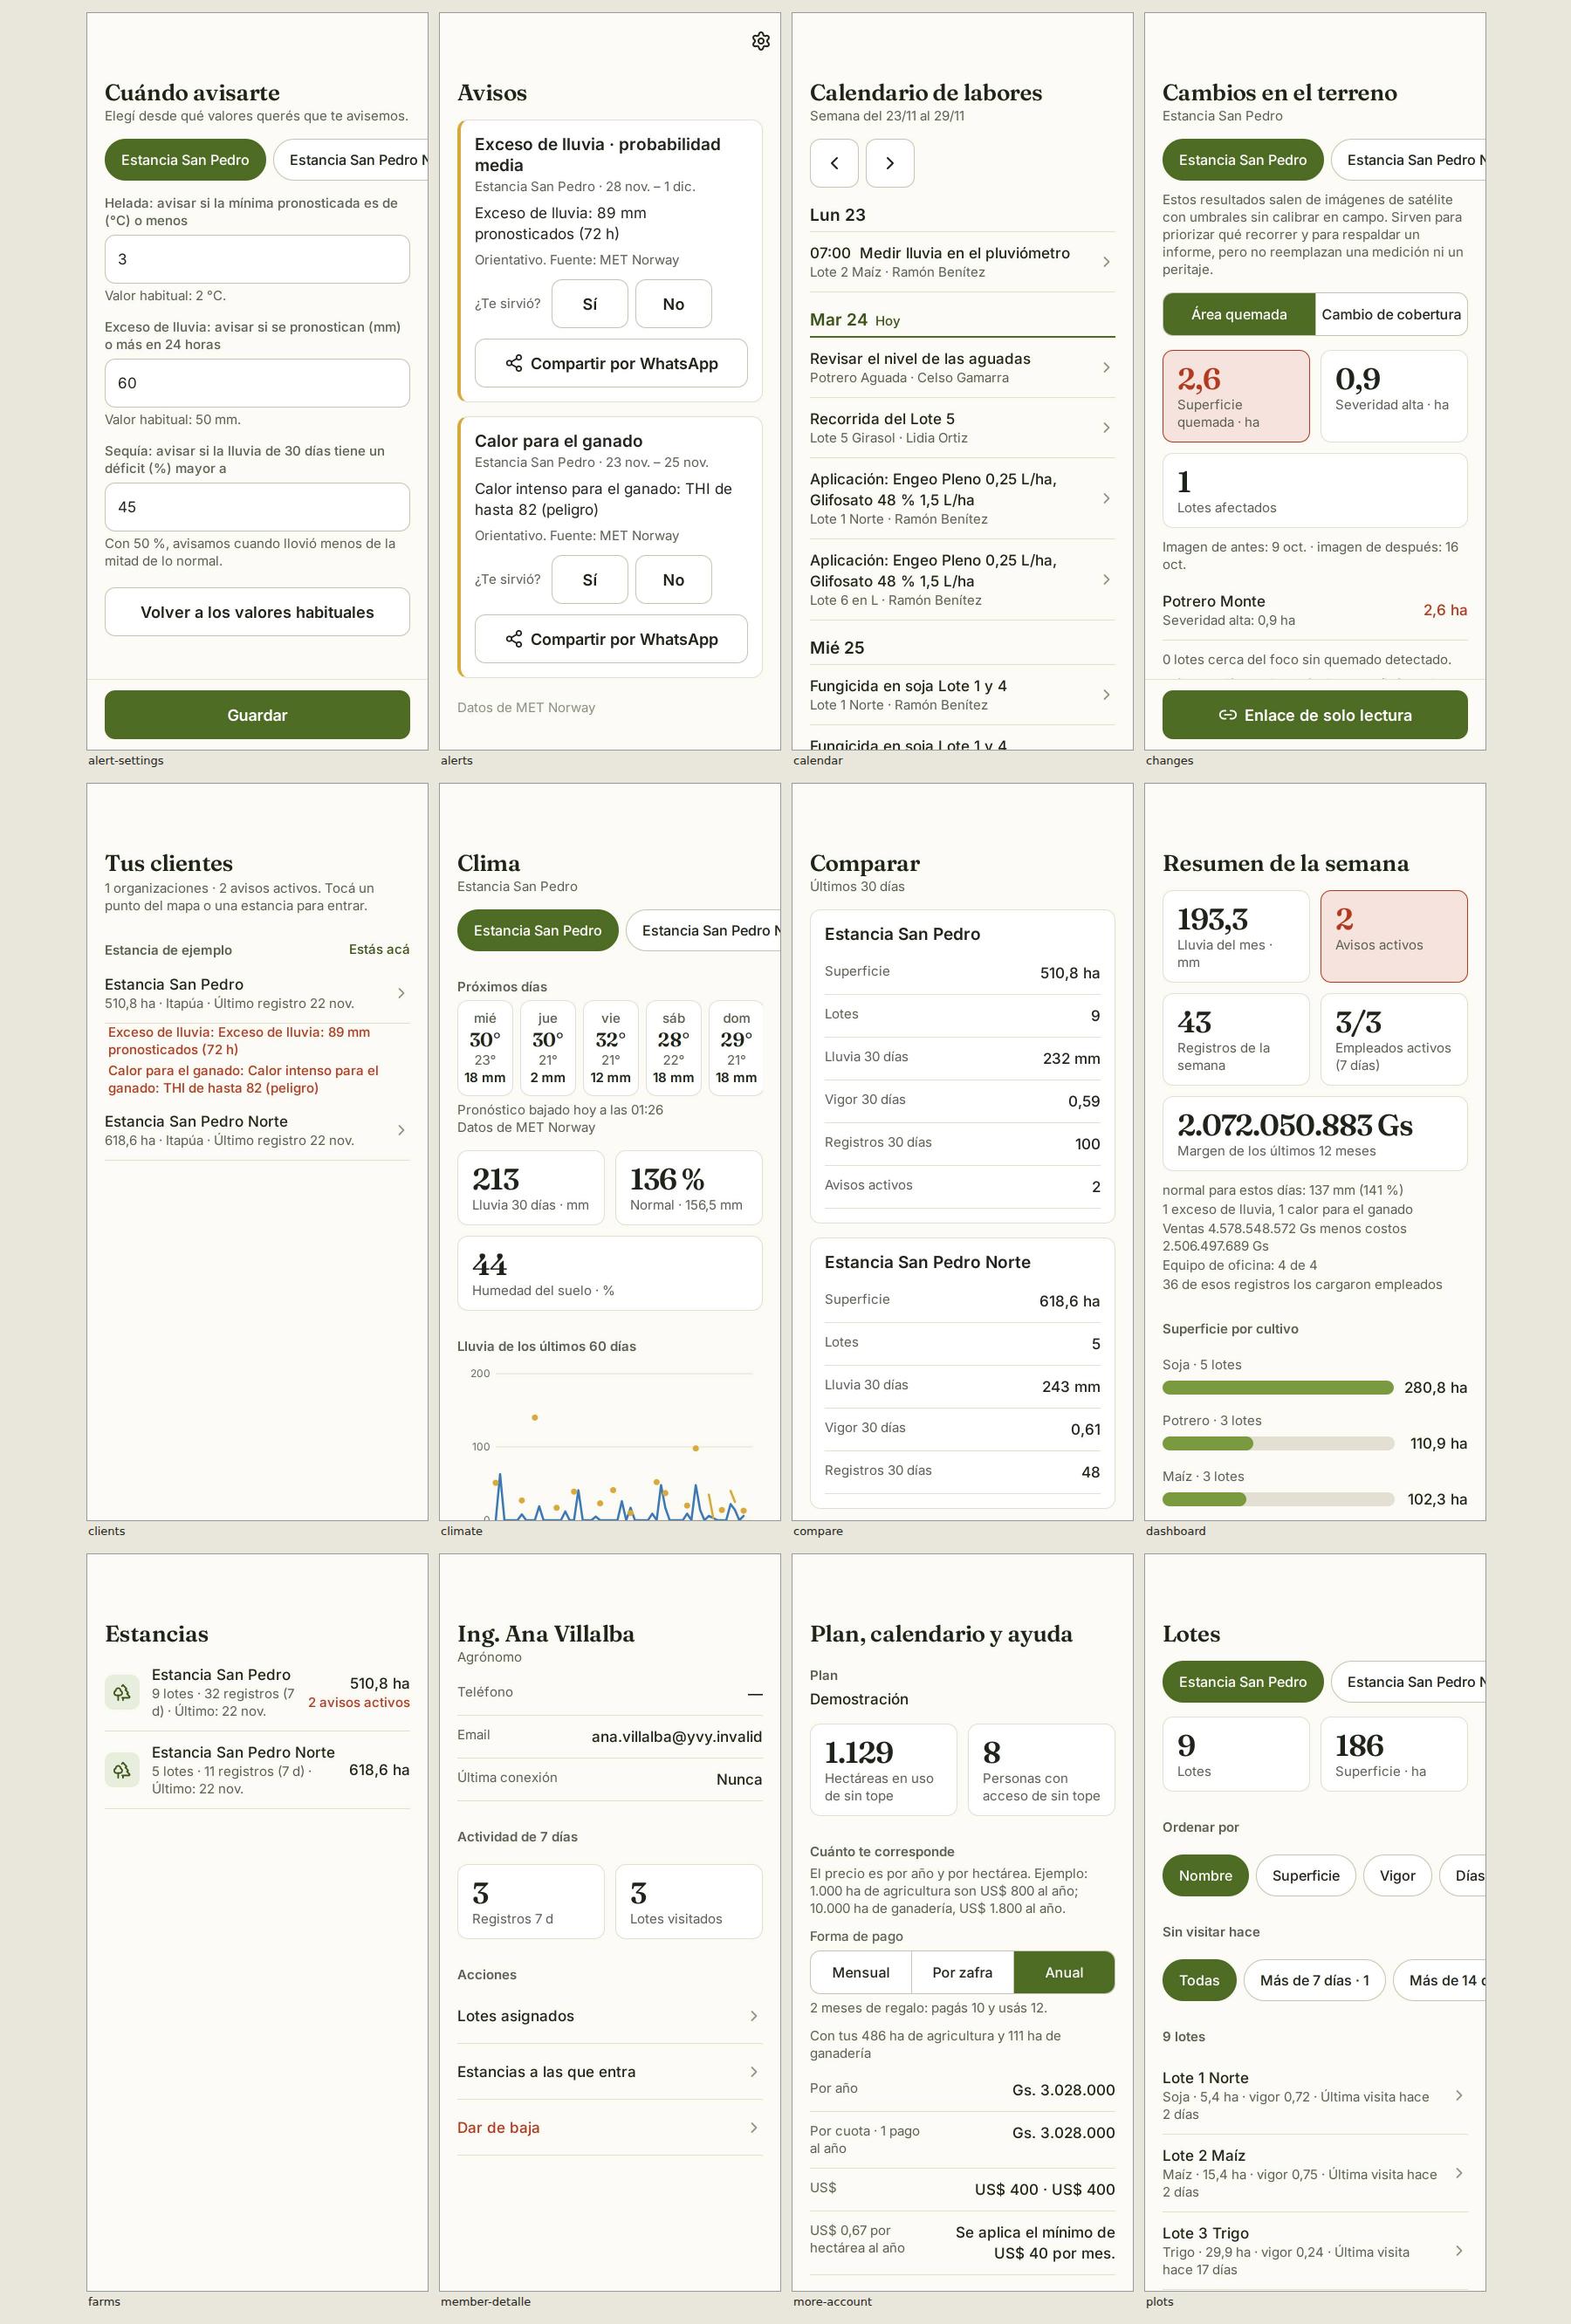 Cuándo avisarte
Elegí desde qué valores querés que te avisemos.
Estancia San Pedro
Estancia San Pedro N
Helada: avisar si la mínima pronosticada es de
(°C) o menos
3
Valor habitual: 2 °C.
Exceso de lluvia: avisar si se pronostican (mm)
o más en 24 horas
60
Valor habitual: 50 mm.
Sequía: avisar si la lluvia de 30 días tiene un
déficit (%) mayor a
45
Con 50 %, avisamos cuando llovió menos de la
mitad de lo normal.
Volver a los valores habituales
Guardar
alert-settings
Avisos
Exceso de lluvia · probabilidad
media
Estancia San Pedro · 28 nov. – 1 dic.
Exceso de lluvia: 89 mm
pronosticados (72 h)
Orientativo. Fuente: MET Norway
¿Te sirvió?
Sí
No
Compartir por WhatsApp
Calor para el ganado
Estancia San Pedro · 23 nov. – 25 nov.
Calor intenso para el ganado: THI de
hasta 82 (peligro)
Orientativo. Fuente: MET Norway
¿Te sirvió?
Sí
No
Compartir por WhatsApp
Datos de MET Norway
alerts
Calendario de labores
Semana del 23/11 al 29/11
Lun 23
07:00 Medir lluvia en el pluviómetro
Lote 2 Maíz · Ramón Benítez
Mar 24 Hoy
Revisar el nivel de las aguadas
Potrero Aguada · Celso Gamarra
Recorrida del Lote 5
Lote 5 Girasol · Lidia Ortiz
Aplicación: Engeo Pleno 0,25 L/ha,
Glifosato 48 % 1,5 L/ha
Lote 1 Norte · Ramón Benítez
Aplicación: Engeo Pleno 0,25 L/ha,
Glifosato 48 % 1,5 L/ha
Lote 6 en L · Ramón Benítez
Mié 25
Fungicida en soja Lote 1 y 4
Lote 1 Norte · Ramón Benítez
Fungicida en soja Lote 1 y 4
calendar
Cambios en el terreno
Estancia San Pedro
Estancia San Pedro
Estancia San Pedro N
Estos resultados salen de imágenes de satélite
con umbrales sin calibrar en campo. Sirven para
priorizar qué recorrer y para respaldar un
informe, pero no reemplazan una medición ni un
peritaje.
Área quemada
Cambio de cobertura
2,6
Superficie
quemada · ha
0,9
Severidad alta · ha
1
Lotes afectados
Imagen de antes: 9 oct. · imagen de después: 16
oct.
Potrero Monte
2,6 ha
Severidad alta: 0,9 ha
0 lotes cerca del foco sin quemado detectado.
Enlace de solo lectura
changes
Tus clientes
1 organizaciones · 2 avisos activos. Tocá un
punto del mapa o una estancia para entrar.
Estancia de ejemplo
Estás acá
Estancia San Pedro
510,8 ha · Itapúa · Último registro 22 nov.
Exceso de lluvia: Exceso de lluvia: 89 mm
pronosticados (72 h)
Calor para el ganado: Calor intenso para el
ganado: THI de hasta 82 (peligro)
Estancia San Pedro Norte
618,6 ha · Itapúa · Último registro 22 nov.
clients
Clima
Estancia San Pedro
Estancia San Pedro
Estancia San Pedro N
Próximos días
mié jue vie sáb dom
30° 30° 32° 28° 29°
23° 21° 21° 22° 21°
18 mm 2 mm 12 mm 18 mm 18 mm
Pronóstico bajado hoy a las 01:26
Datos de MET Norway
213
Lluvia 30 días · mm
136 %
Normal · 156,5 mm
44
Humedad del suelo · %
Lluvia de los últimos 60 días
200
100
0
climate
Comparar
Últimos 30 días
Estancia San Pedro
Superficie 510,8 ha
Lotes 9
Lluvia 30 días 232 mm
Vigor 30 días 0,59
Registros 30 días 100
Avisos activos 2
Estancia San Pedro Norte
Superficie 618,6 ha
Lotes 5
Lluvia 30 días 243 mm
Vigor 30 días 0,61
Registros 30 días 48
compare
Resumen de la semana
193,3
Lluvia del mes ·
mm
2
Avisos activos
43
Registros de la
semana
3/3
Empleados activos
(7 días)
2.072.050.883 Gs
Margen de los últimos 12 meses
normal para estos días: 137 mm (141 %)
1 exceso de lluvia, 1 calor para el ganado
Ventas 4.578.548.572 Gs menos costos
2.506.497.689 Gs
Equipo de oficina: 4 de 4
36 de esos registros los cargaron empleados
Superficie por cultivo
Soja · 5 lotes
280,8 ha
Potrero · 3 lotes
110,9 ha
Maíz · 3 lotes
102,3 ha
dashboard
Estancias
Estancia San Pedro
9 lotes · 32 registros (7
d) · Último: 22 nov.
510,8 ha
2 avisos activos
Estancia San Pedro Norte
5 lotes · 11 registros (7 d) ·
Último: 22 nov.
618,6 ha
farms
Ing. Ana Villalba
Agrónomo
Teléfono —
Email ana.villalba@yvy.invalid
Última conexión Nunca
Actividad de 7 días
3
Registros 7 d
3
Lotes visitados
Acciones
Lotes asignados
Estancias a las que entra
Dar de baja
member-detalle
Plan, calendario y ayuda
Plan
Demostración
1.129
Hectáreas en uso
de sin tope
8
Personas con
acceso de sin tope
Cuánto te corresponde
El precio es por año y por hectárea. Ejemplo:
1.000 ha de agricultura son US$ 800 al año;
10.000 ha de ganadería, US$ 1.800 al año.
Forma de pago
Mensual
Por zafra
Anual
2 meses de regalo: pagás 10 y usás 12.
Con tus 486 ha de agricultura y 111 ha de
ganadería
Por año Gs. 3.028.000
Por cuota · 1 pago
al año
Gs. 3.028.000
US$ US$ 400 · US$ 400
US$ 0,67 por
hectárea al año
Se aplica el mínimo de
US$ 40 por mes.
more-account
Lotes
Estancia San Pedro
Estancia San Pedro N
9
Lotes
186
Superficie · ha
Ordenar por
Nombre
Superficie
Vigor
Días
Sin visitar hace
Todas
Más de 7 días · 1
Más de 14 d
9 lotes
Lote 1 Norte
Soja · 5,4 ha · vigor 0,72 · Última visita hace
2 días
Lote 2 Maíz
Maíz · 15,4 ha · vigor 0,75 · Última visita hace
2 días
Lote 3 Trigo
Trigo · 29,9 ha · vigor 0,24 · Última visita
hace 17 días
plots